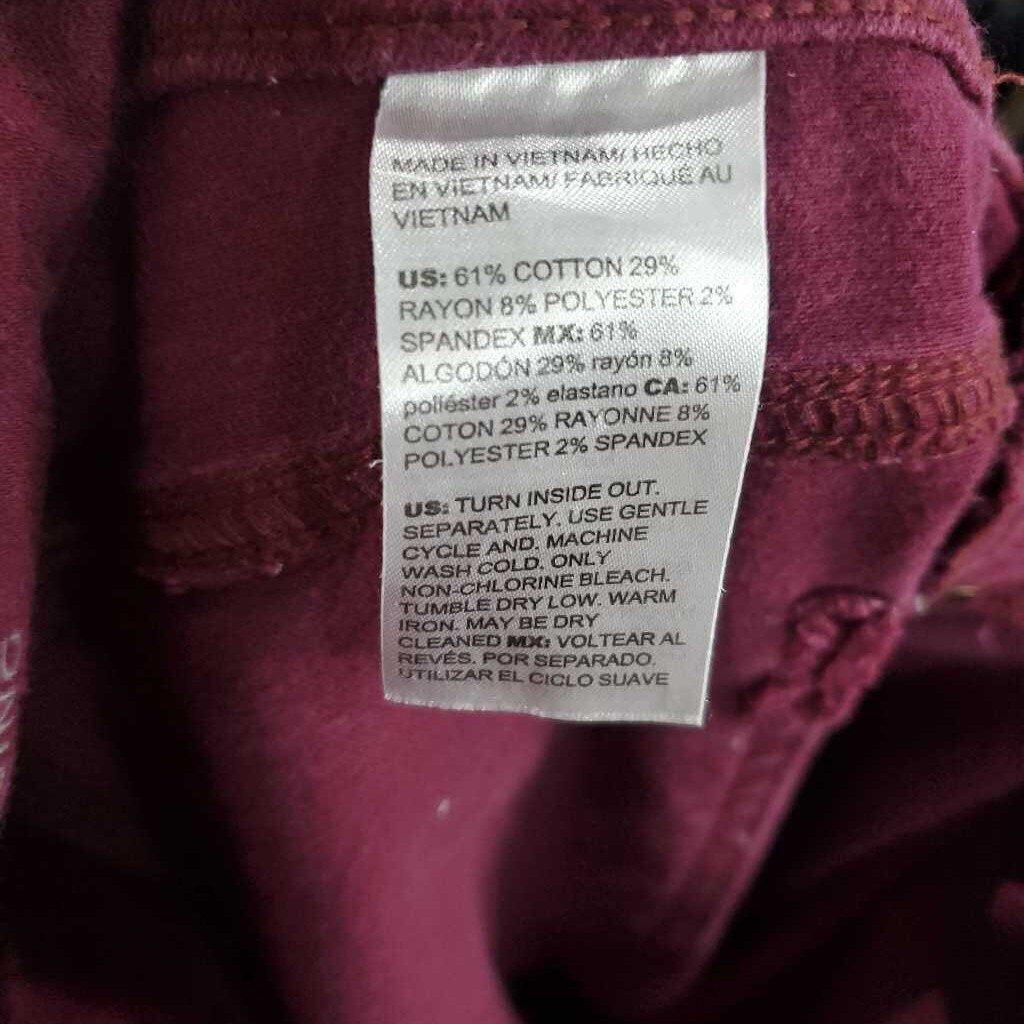 MADE IN VIETNAM/ HECHO
EN VIETNAM/ FABRIQUÉ AU
VIETNAM
US: 61% COTTON 29%
RAYON 8% POLYESTER 2%
SPANDEX MX: 61%
ALGODÓN 29% rayón 8%
poliéster 2% elastano CA: 61%
COTON 29% RAYONNE 8%
POLYESTER 2% SPANDEX
US: TURN INSIDE OUT.
SEPARATELY. USE GENTLE
CYCLE AND. MACHINE
WASH COLD. ONLY
NON-CHLORINE BLEACH.
TUMBLE DRY LOW. WARM
IRON. MAY BE DRY
CLEANED MX: VOLTEAR AL
REVÉS. POR SEPARADO.
UTILIZAR EL CICLO SUAVE